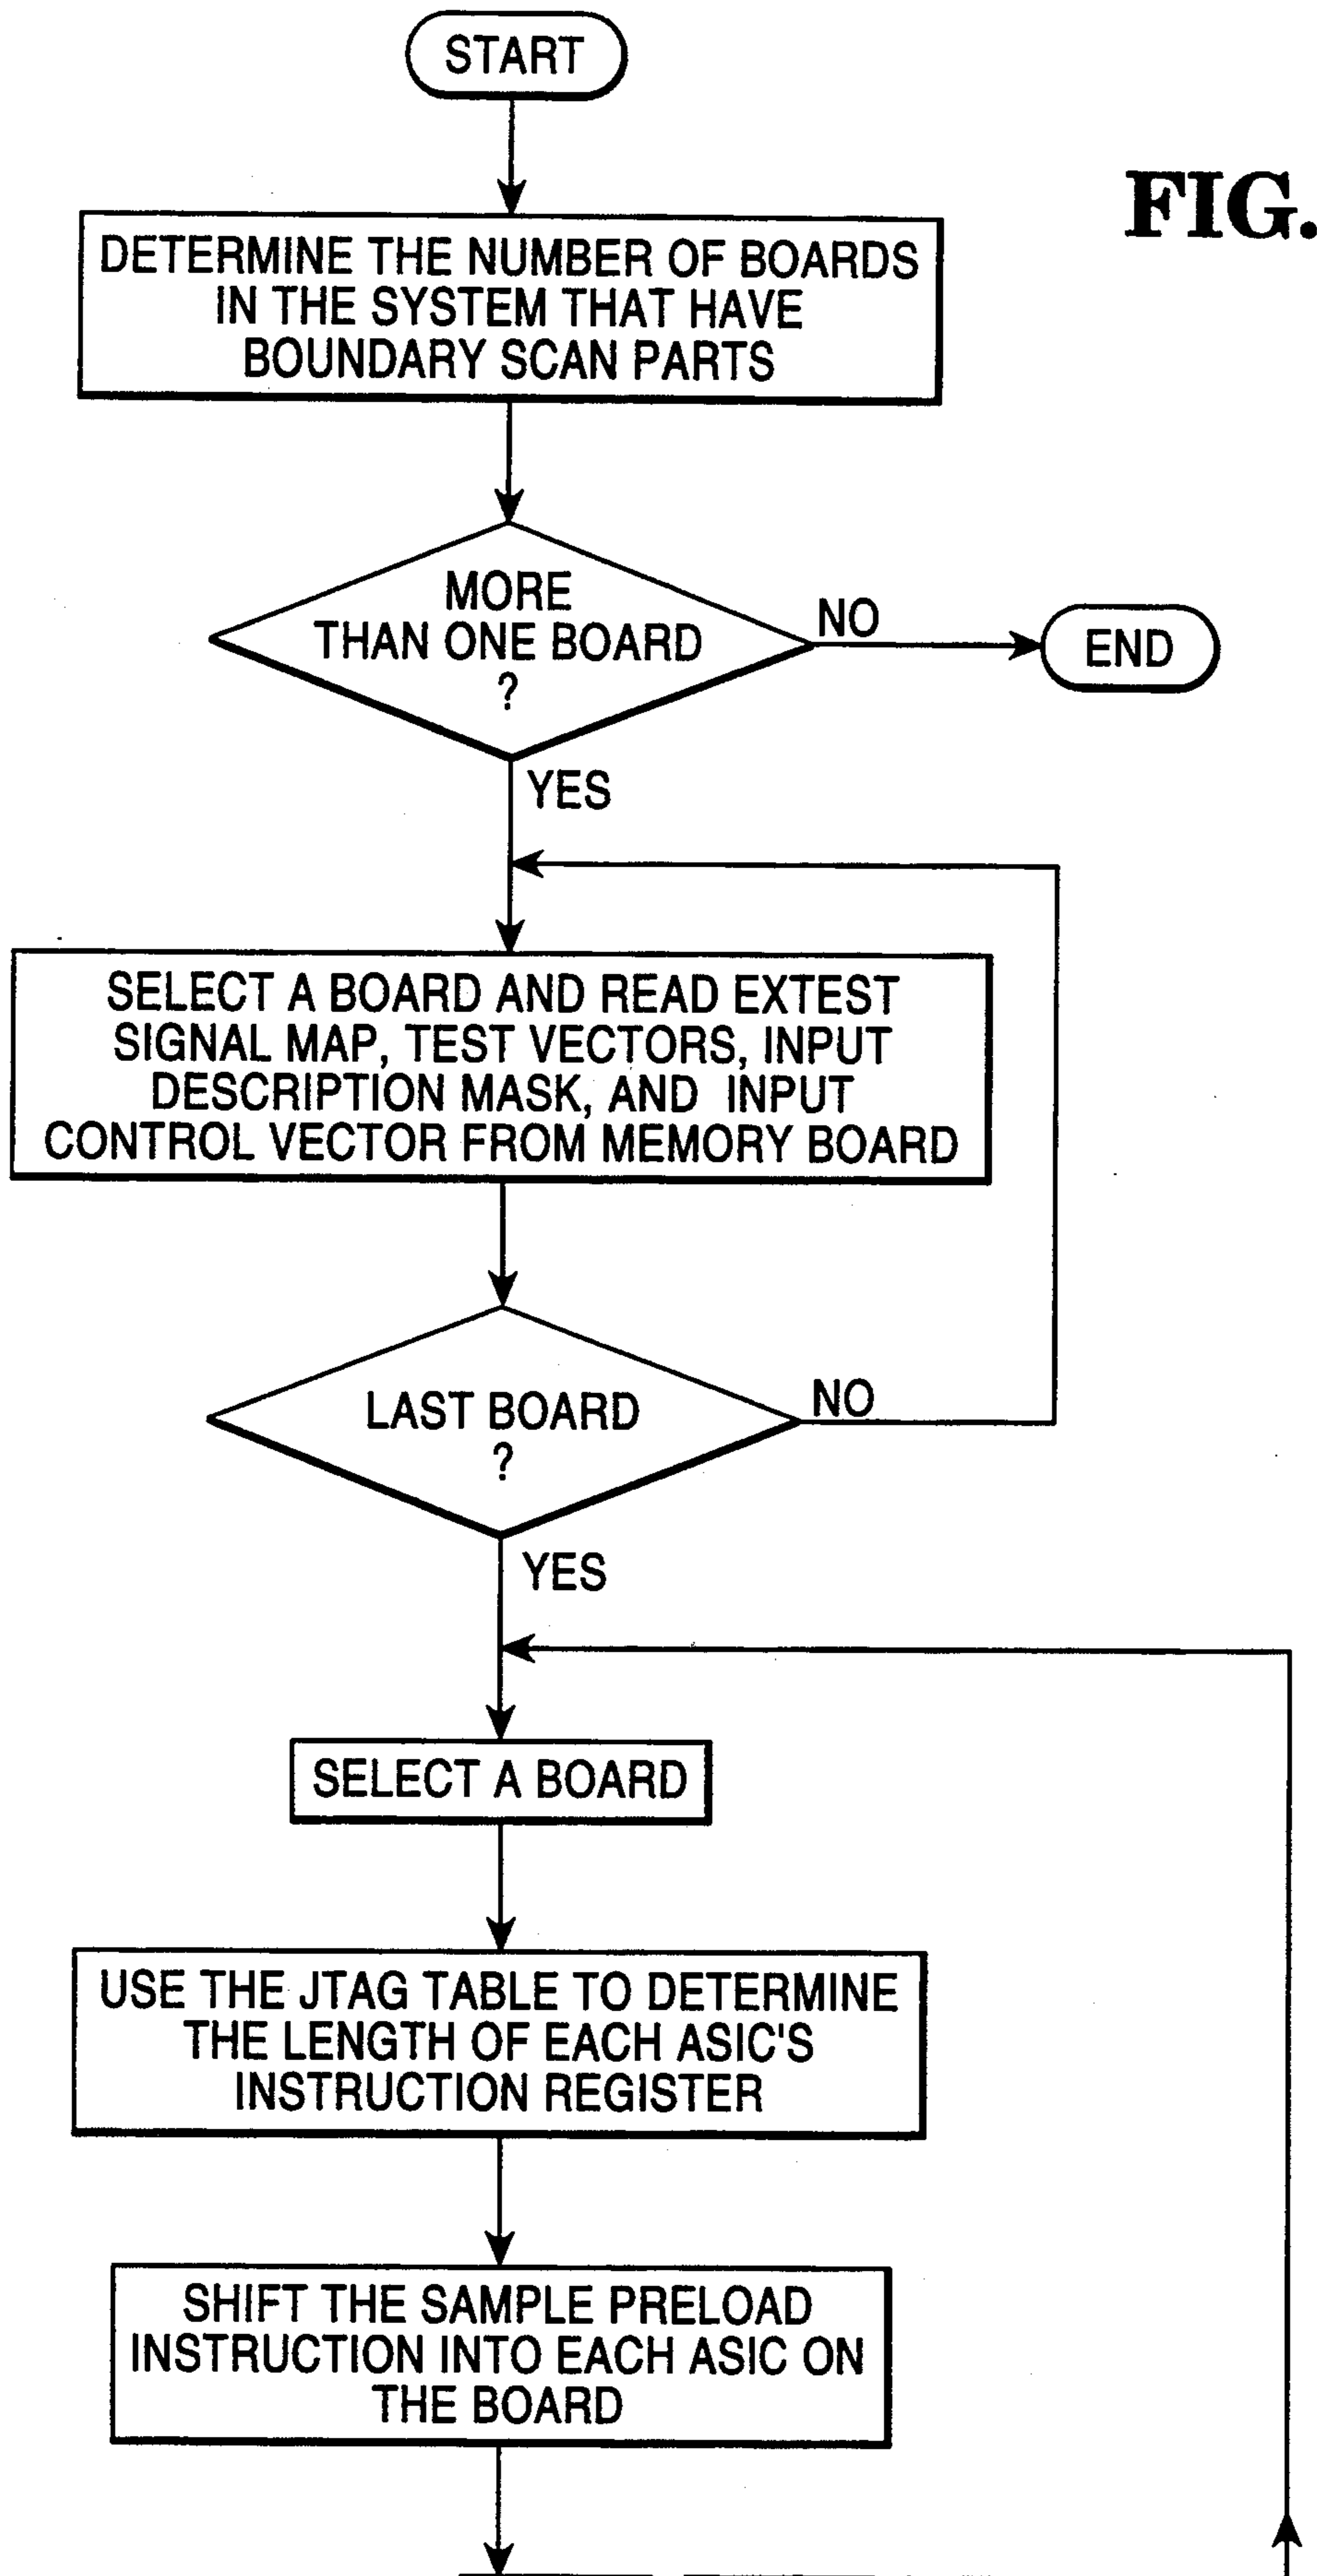 START
FIG.
DETERMINE THE NUMBER OF BOARDS
IN THE SYSTEM THAT HAVE
BOUNDARY SCAN PARTS
MORE
THAN ONE BOARD
?
NO
END
YES
SELECT A BOARD AND READ EXTEST
SIGNAL MAP, TEST VECTORS, INPUT
DESCRIPTION MASK, AND INPUT
CONTROL VECTOR FROM MEMORY BOARD
LAST BOARD
?
NO
YES
SELECT A BOARD
USE THE JTAG TABLE TO DETERMINE
THE LENGTH OF EACH ASIC'S
INSTRUCTION REGISTER
SHIFT THE SAMPLE PRELOAD
INSTRUCTION INTO EACH ASIC ON
THE BOARD